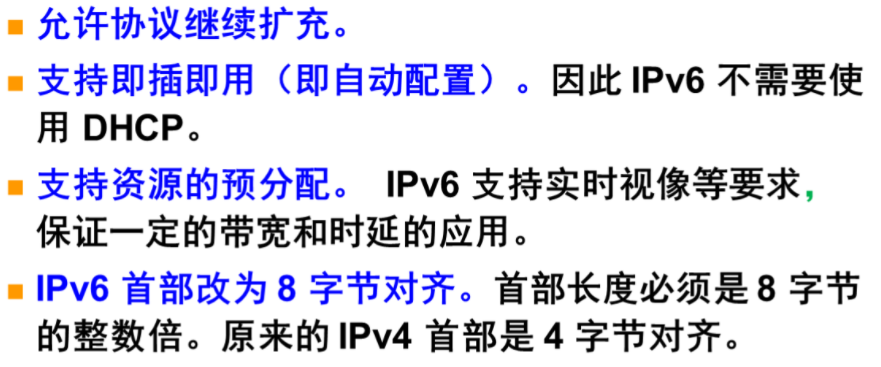 允许协议继续扩充。
支持即插即用（即自动配置）。因此 IPv6 不需要使
用 DHCP。
支持资源的预分配。 IPv6 支持实时视像等要求，
保证一定的带宽和时延的应用。
IPv6 首部改为 8 字节对齐。首部长度必须是 8 字节
的整数倍。原来的 IPv4 首部是 4 字节对齐。